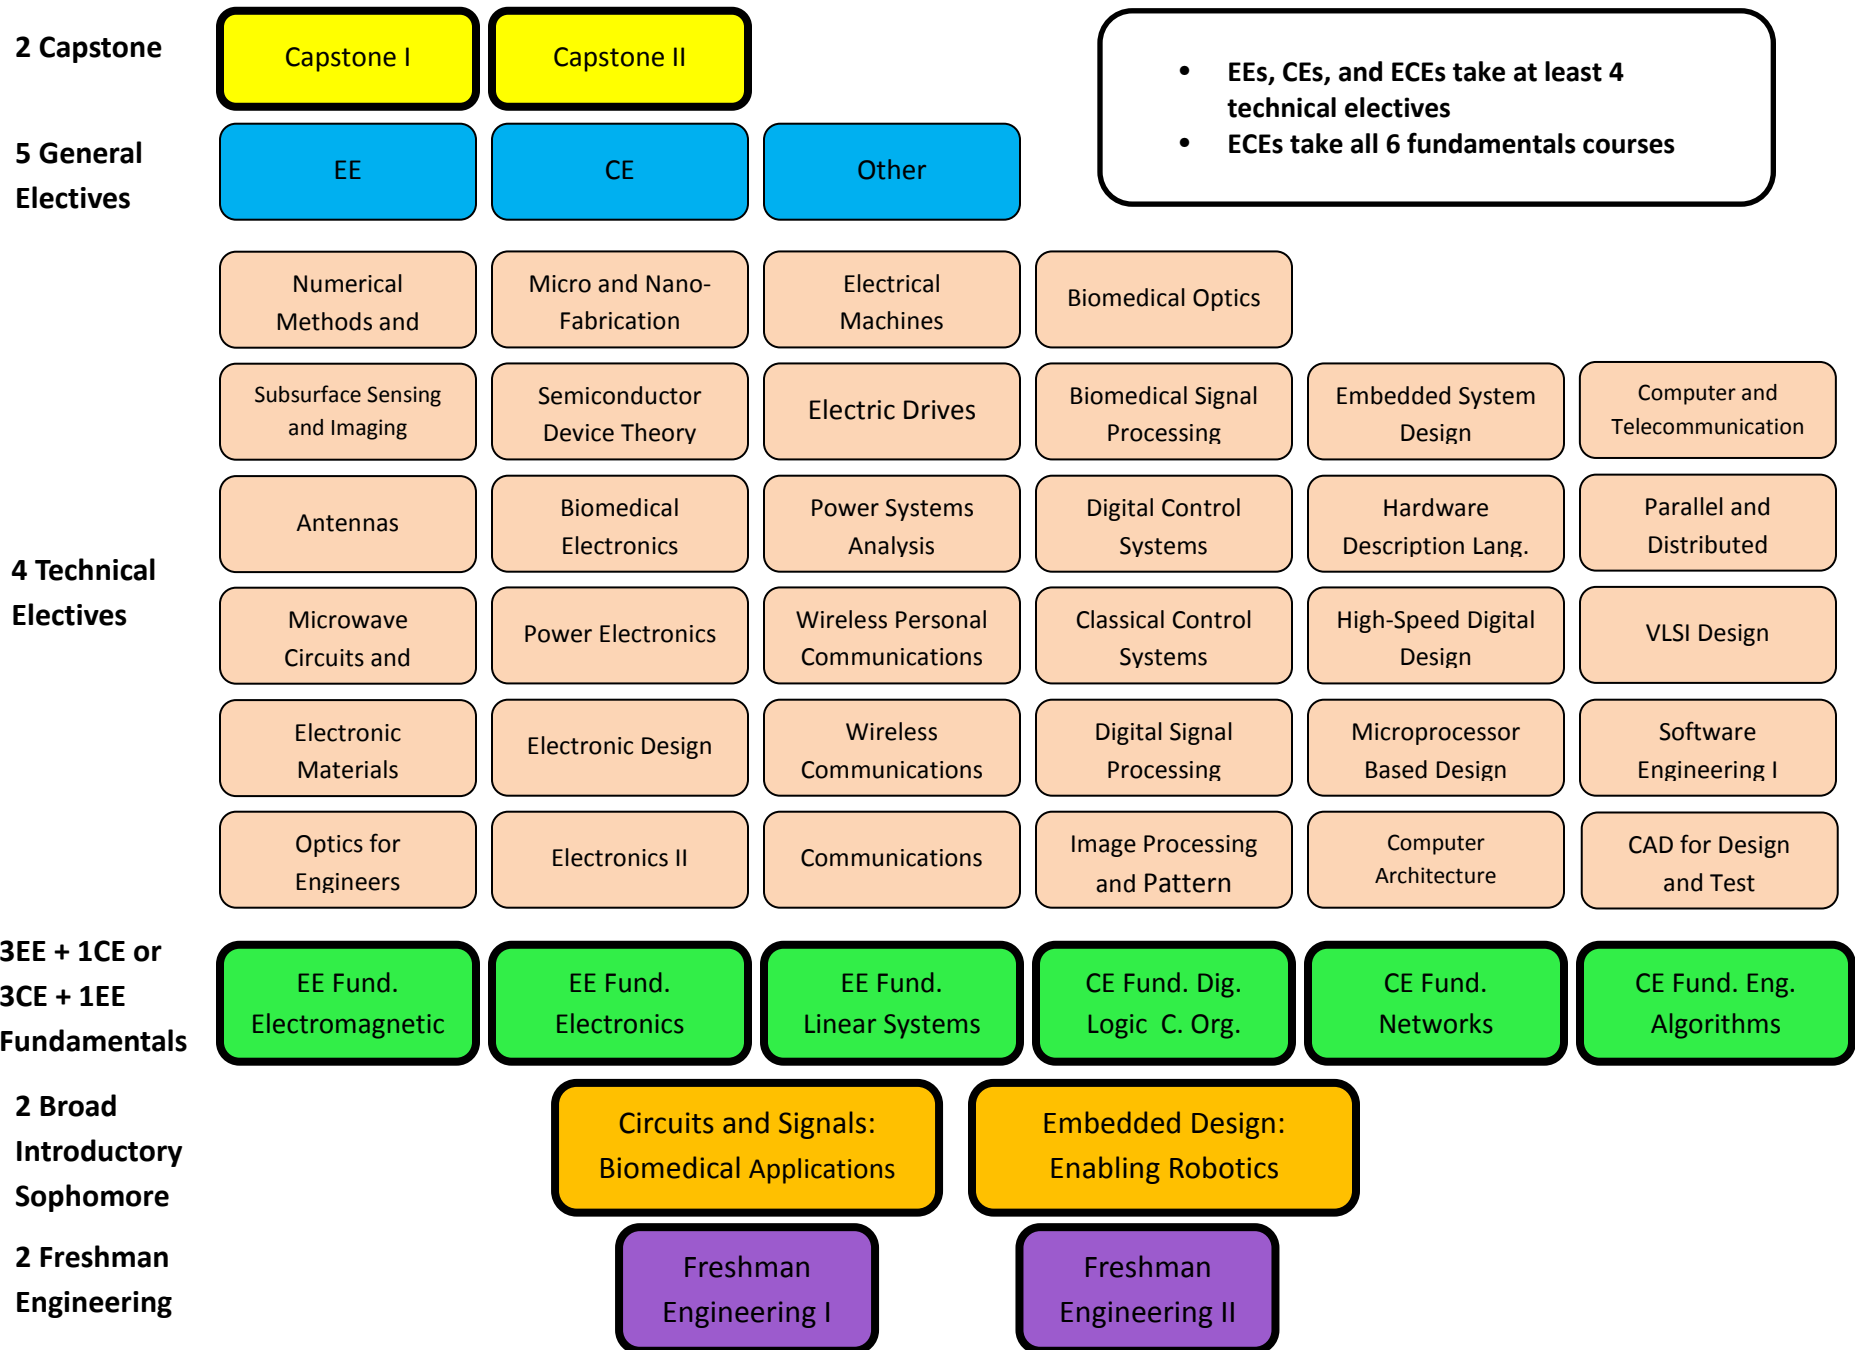 2 Capstone
Capstone I
Capstone II
• EEs, CEs, and ECEs take at least 4
technical electives
• ECEs take all 6 fundamentals courses
5 General
Electives
EE
CE
Other
4 Technical
Electives
Numerical
Methods and
Micro and Nano-
Fabrication
Electrical
Machines
Biomedical Optics
Subsurface Sensing
and Imaging
Semiconductor
Device Theory
Electric Drives
Biomedical Signal
Processing
Embedded System
Design
Computer and
Telecommunication
Antennas
Biomedical
Electronics
Power Systems
Analysis
Digital Control
Systems
Hardware
Description Lang.
Parallel and
Distributed
Microwave
Circuits and
Power Electronics
Wireless Personal
Communications
Classical Control
Systems
High-Speed Digital
Design
VLSI Design
Electronic
Materials
Electronic Design
Wireless
Communications
Digital Signal
Processing
Microprocessor
Based Design
Software
Engineering I
Optics for
Engineers
Electronics II
Communications
Image Processing
and Pattern
Computer
Architecture
CAD for Design
and Test
3EE + 1CE or
3CE + 1EE
Fundamentals
EE Fund.
Electromagnetic
EE Fund.
Electronics
EE Fund.
Linear Systems
CE Fund. Dig.
Logic C. Org.
CE Fund.
Networks
CE Fund. Eng.
Algorithms
2 Broad
Introductory
Sophomore
Circuits and Signals:
Biomedical Applications
Embedded Design:
Enabling Robotics
2 Freshman
Engineering
Freshman
Engineering I
Freshman
Engineering II